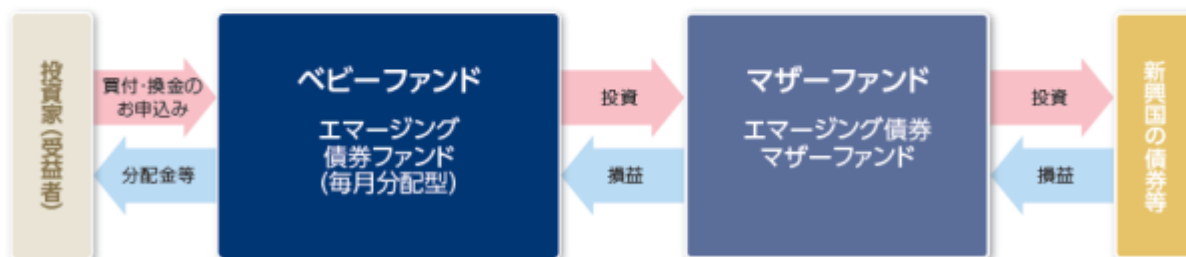 投資家(受益者)
買付・換金の
お申込み
分配金等
ベビーファンド
エマージング
債券ファンド
(毎月分配型)
投資
損益
マザーファンド
エマージング債券
マザーファンド
投資
損益
新興国の債券等